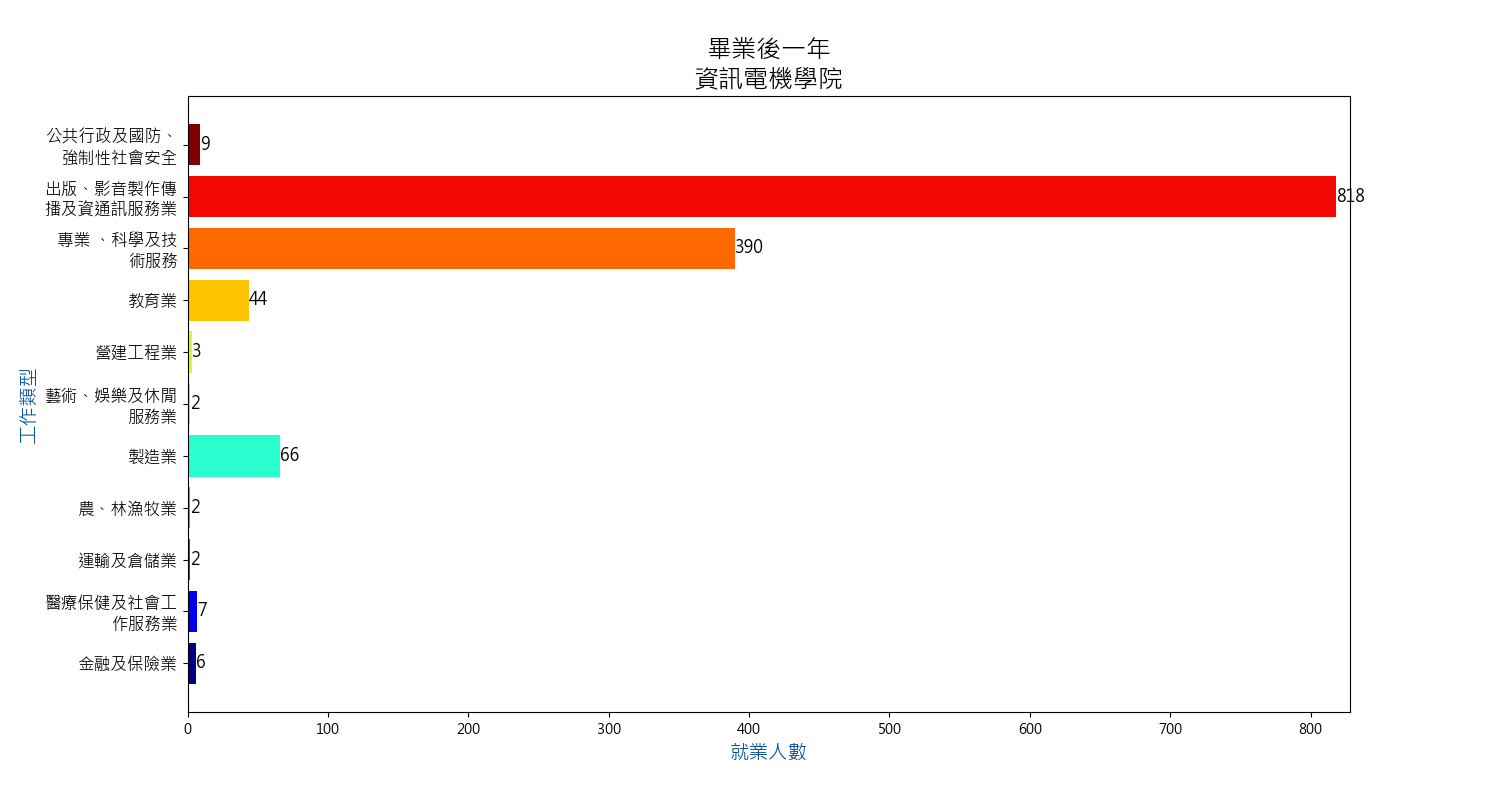 畢業後一年
資訊電機學院
公共行政及國防、
強制性社會安全
9
出版、影音製作傳
播及資通訊服務業
818
專業 、科學及技
術服務
390
教育業
44
營建工程業
3
藝術、娛樂及休閒
服務業
2
製造業
66
農、林漁牧業
2
運輸及倉儲業
2
醫療保健及社會工
作服務業
7
金融及保險業
6
工作類型
0 100 200 300 400 500 600 700 800
就業人數